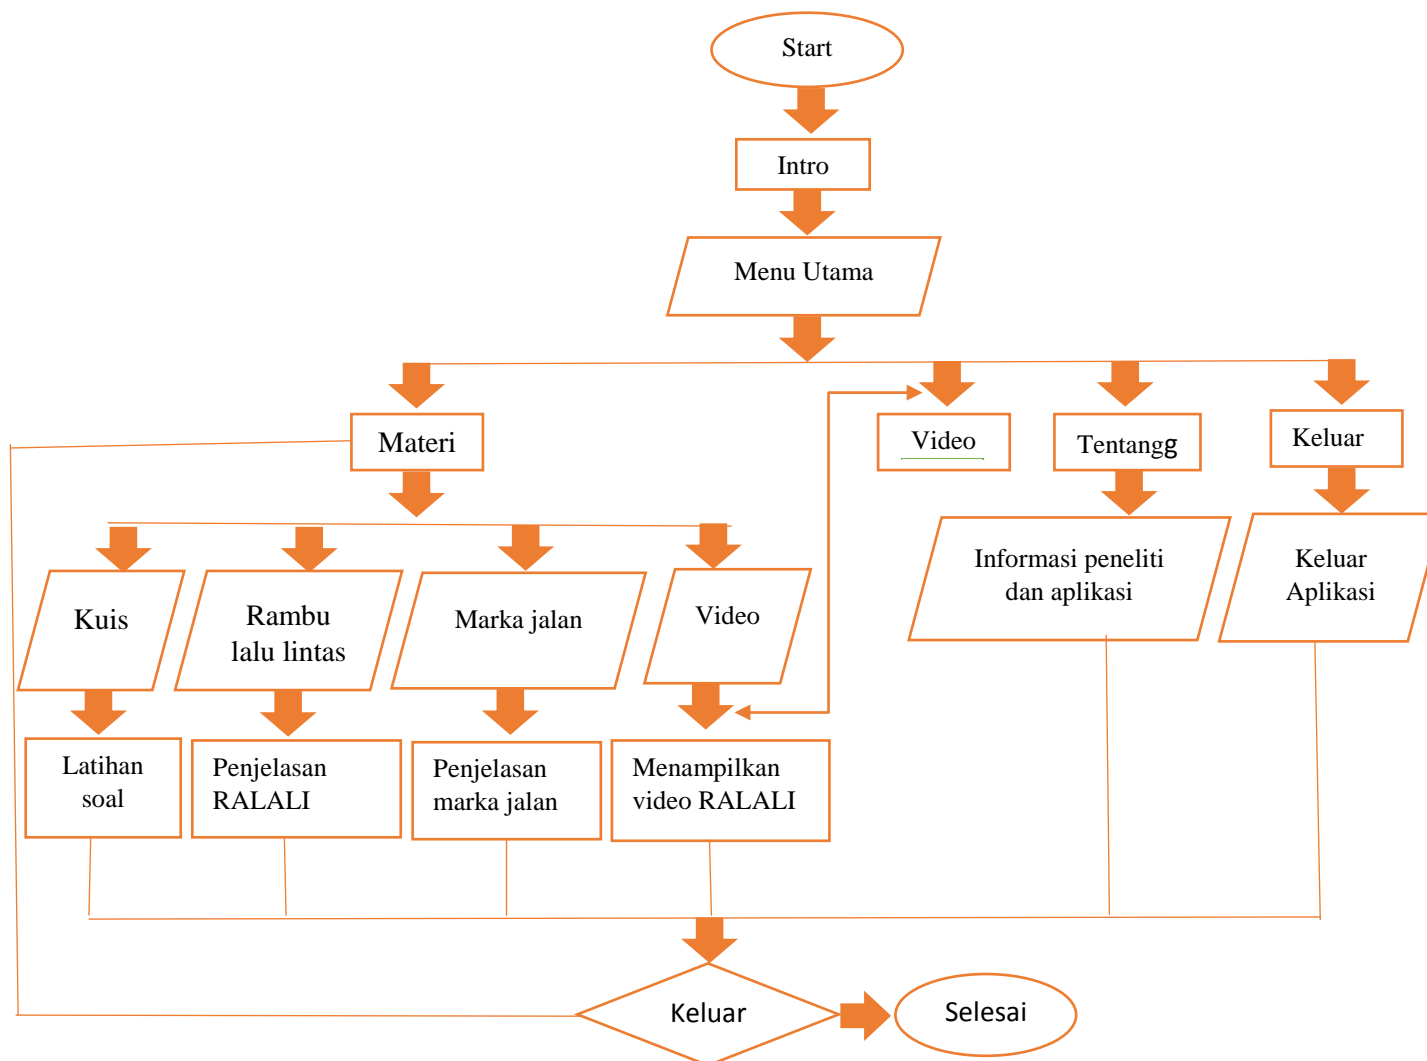 Start
Intro
Menu Utama
Materi
Video
Tentangg
Keluar
Kuis
Rambu
lalu lintas
Marka jalan
Video
Informasi peneliti
dan aplikasi
Keluar
Aplikasi
Latihan
soal
Penjelasan
RALALI
Penjelasan
marka jalan
Menampilkan
video RALALI
Keluar
Selesai